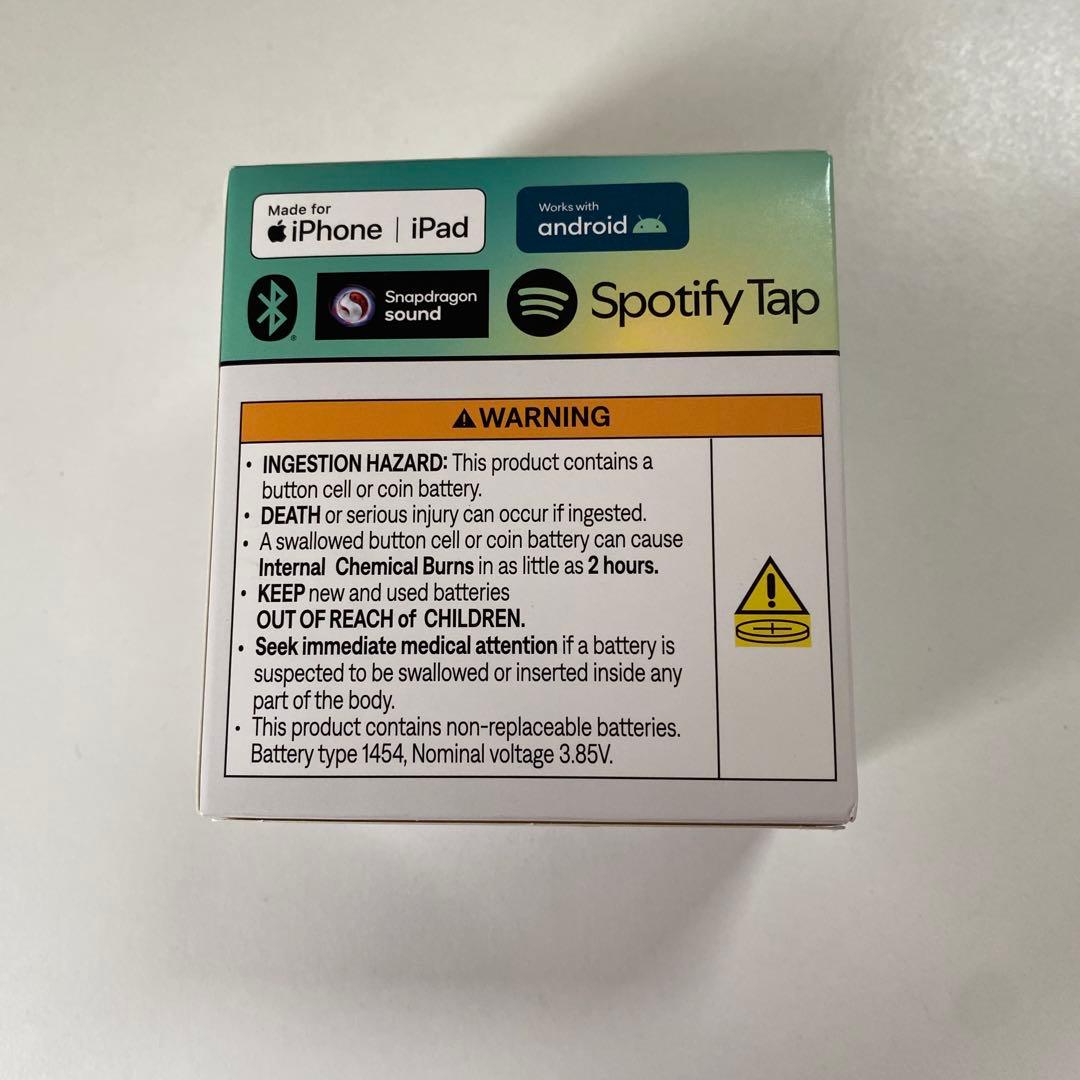 Made for
iPhone | iPad
Works with
android
Snapdragon
sound
Spotify Tap
WARNING
• INGESTION HAZARD: This product contains a
button cell or coin battery.
• DEATH or serious injury can occur if ingested.
• A swallowed button cell or coin battery can cause
Internal Chemical Burns in as little as 2 hours.
• KEEP new and used batteries
OUT OF REACH of CHILDREN.
• Seek immediate medical attention if a battery is
suspected to be swallowed or inserted inside any
part of the body.
• This product contains non-replaceable batteries.
Battery type 1454, Nominal voltage 3.85V.